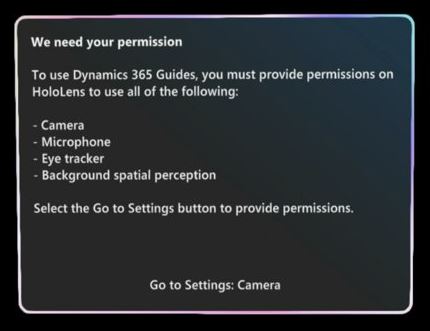 We need your permission
To use Dynamics 365 Guides, you must provide permissions on
HoloLens to use all of the following:
- Camera
- Microphone
- Eye tracker
- Background spatial perception
Select the Go to Settings button to provide permissions.
Go to Settings: Camera